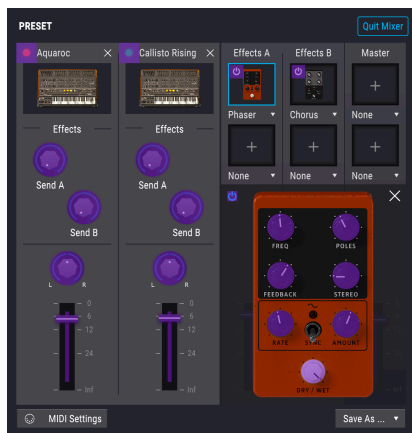 PRESET
Quit Mixer
Aquaroc
Callisto Rising
Effects A
Effects B
Master
Phaser
Chorus
None
None
None
None
Effects
Effects
Send A
Send A
Send B
Send B
L R
L R
0
6
12
24
Inf
0
6
12
24
Inf
FREQ
POLES
FEEDBACK
STEREO
RATE
SYNC
AMOUNT
DRY / WET
MIDI Settings
Save As ...